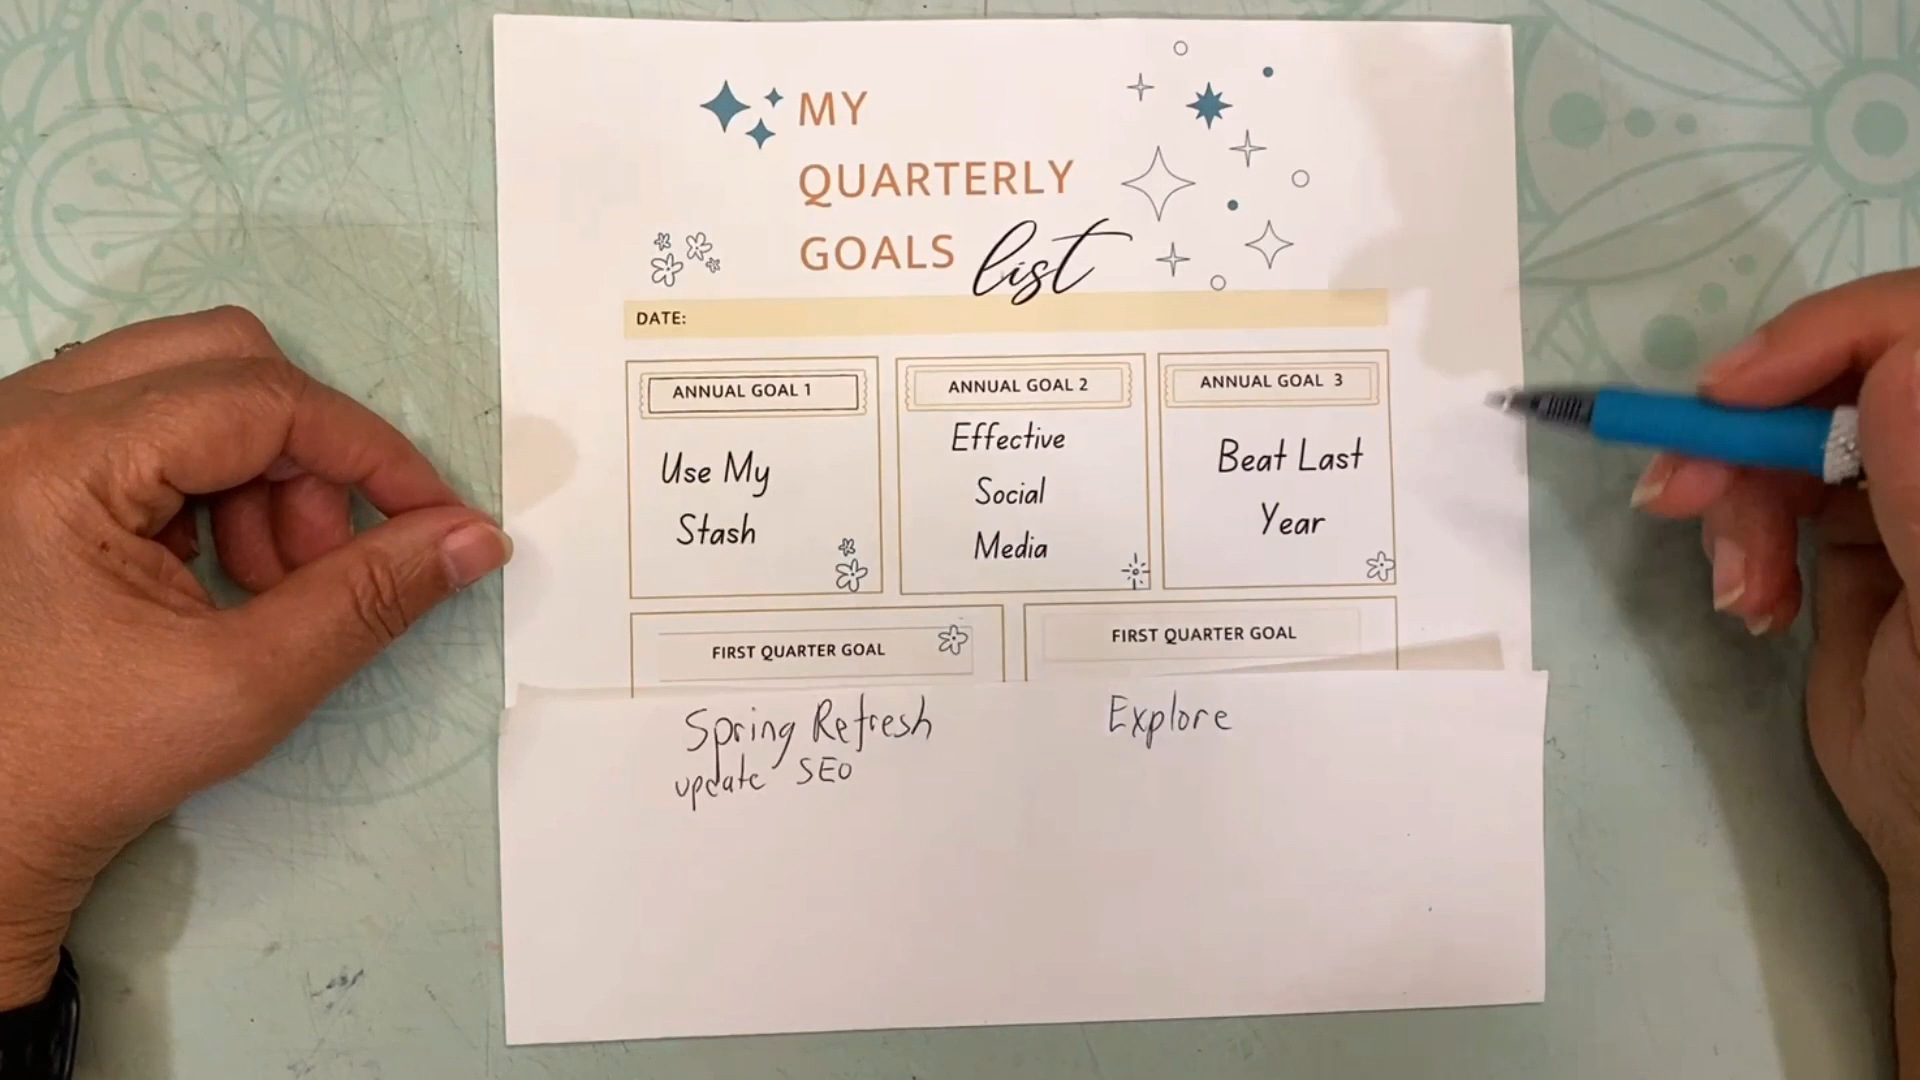 MY
QUARTERLY
GOALS list
DATE:
ANNUAL GOAL 1
Use My
Stash
ANNUAL GOAL 2
Effective
Social
Media
ANNUAL GOAL 3
Beat Last
Year
FIRST QUARTER GOAL
FIRST QUARTER GOAL
Spring Refresh
update SEO
Explore